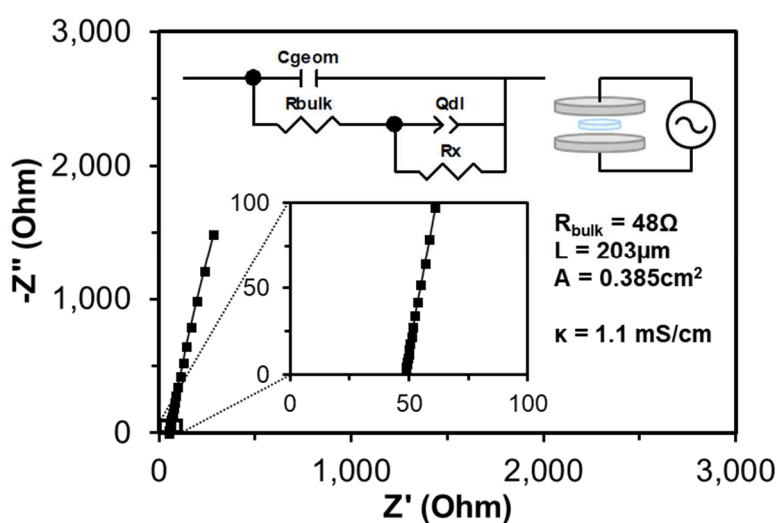 3,000
2,000
1,000
0
-Z" (Ohm)
Cgeom
Rbulk
Qdl
Rx
100
50
0
0
50
100
Rbulk = 48Ω
L = 203µm
A = 0.385cm²
κ = 1.1 mS/cm
0
1,000
2,000
3,000
Z' (Ohm)